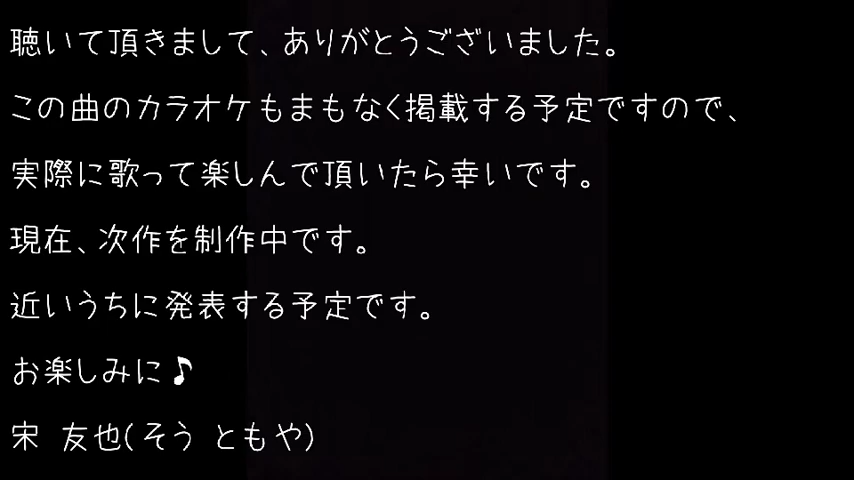 聴いて頂きまして、ありがとうございました。
この曲のカラオケもまもなく掲載する予定ですので、
実際に歌って楽しんで頂いたら幸いです。
現在、次作を制作中です。
近いうちに発表する予定です。
お楽しみに♪
宋 友也(そう ともや)